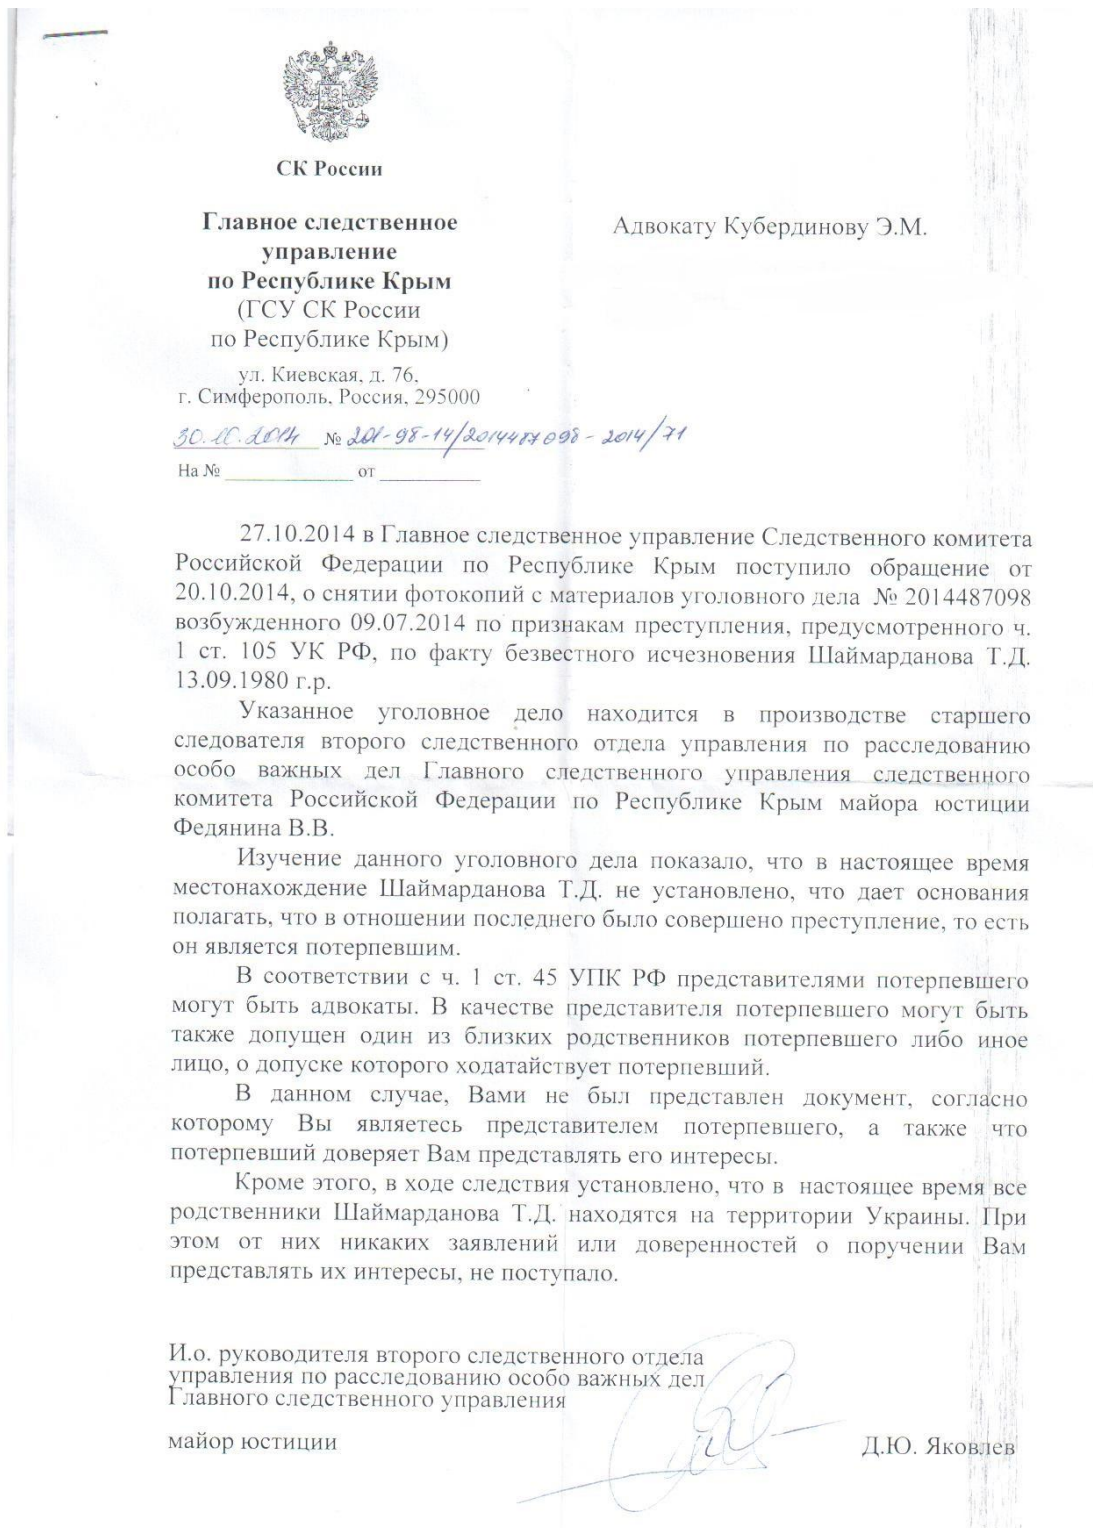 СК России
Главное следственное
управление
по Республике Крым
(ГСУ СК России
по Республике Крым)
ул. Киевская, д. 76,
г. Симферополь, Россия, 295000
30.10.2014 № 201-98-14/2014487098-2014/71
На № ____________ от ____________
Адвокату Кубердинову Э.М.
27.10.2014 в Главное следственное управление Следственного комитета
Российской Федерации по Республике Крым поступило обращение от
20.10.2014, о снятии фотокопий с материалов уголовного дела № 2014487098
возбужденного 09.07.2014 по признакам преступления, предусмотренного ч.
1 ст. 105 УК РФ, по факту безвестного исчезновения Шаймарданова Т.Д.
13.09.1980 г.р.
Указанное уголовное дело находится в производстве старшего
следователя второго следственного отдела управления по расследованию
особо важных дел Главного следственного управления следственного
комитета Российской Федерации по Республике Крым майора юстиции
Федянина В.В.
Изучение данного уголовного дела показало, что в настоящее время
местонахождение Шаймарданова Т.Д. не установлено, что дает основания
полагать, что в отношении последнего было совершено преступление, то есть
он является потерпевшим.
В соответствии с ч. 1 ст. 45 УПК РФ представителями потерпевшего
могут быть адвокаты. В качестве представителя потерпевшего могут быть
также допущен один из близких родственников потерпевшего либо иное
лицо, о допуске которого ходатайствует потерпевший.
В данном случае, Вами не был представлен документ, согласно
которому Вы являетесь представителем потерпевшего, а также что
потерпевший доверяет Вам представлять его интересы.
Кроме этого, в ходе следствия установлено, что в настоящее время все
родственники Шаймарданова Т.Д. находятся на территории Украины. При
этом от них никаких заявлений или доверенностей о поручении Вам
представлять их интересы, не поступало.
И.о. руководителя второго следственного отдела
управления по расследованию особо важных дел
Главного следственного управления
майор юстиции
Д.Ю. Яковлев